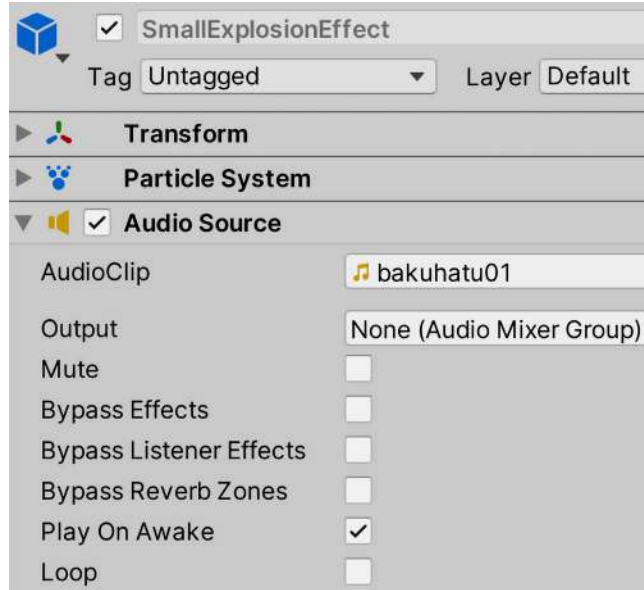 SmallExplosionEffect
Tag Untagged Layer Default
Transform
Particle System
Audio Source
AudioClip bakuhatu01
Output None (Audio Mixer Group)
Mute
Bypass Effects
Bypass Listener Effects
Bypass Reverb Zones
Play On Awake
Loop